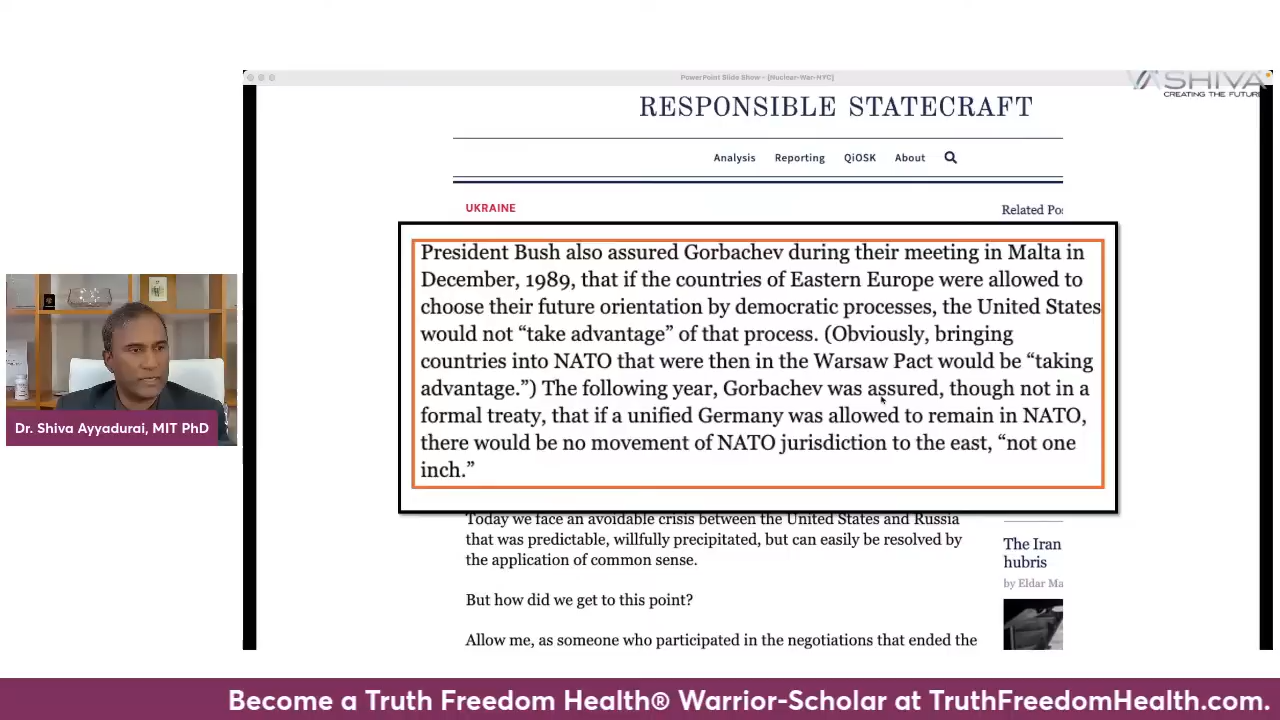 PowerPoint Slide Show - [Nuclear-War-NYC]
VASHIVA
CREATING THE FUTURE
RESPONSIBLE STATECRAFT
Analysis Reporting QiOSK About
UKRAINE
Related Po
President Bush also assured Gorbachev during their meeting in Malta in
December, 1989, that if the countries of Eastern Europe were allowed to
choose their future orientation by democratic processes, the United States
would not “take advantage” of that process. (Obviously, bringing
countries into NATO that were then in the Warsaw Pact would be “taking
advantage.”) The following year, Gorbachev was assured, though not in a
formal treaty, that if a unified Germany was allowed to remain in NATO,
there would be no movement of NATO jurisdiction to the east, “not one
inch.”
Dr. Shiva Ayyadurai, MIT PhD
Today we face an avoidable crisis between the United States and Russia
that was predictable, willfully precipitated, but can easily be resolved by
the application of common sense.
The Iran
hubris
by Eldar Ma
But how did we get to this point?
Allow me, as someone who participated in the negotiations that ended the
Become a Truth Freedom Health® Warrior-Scholar at TruthFreedomHealth.com.